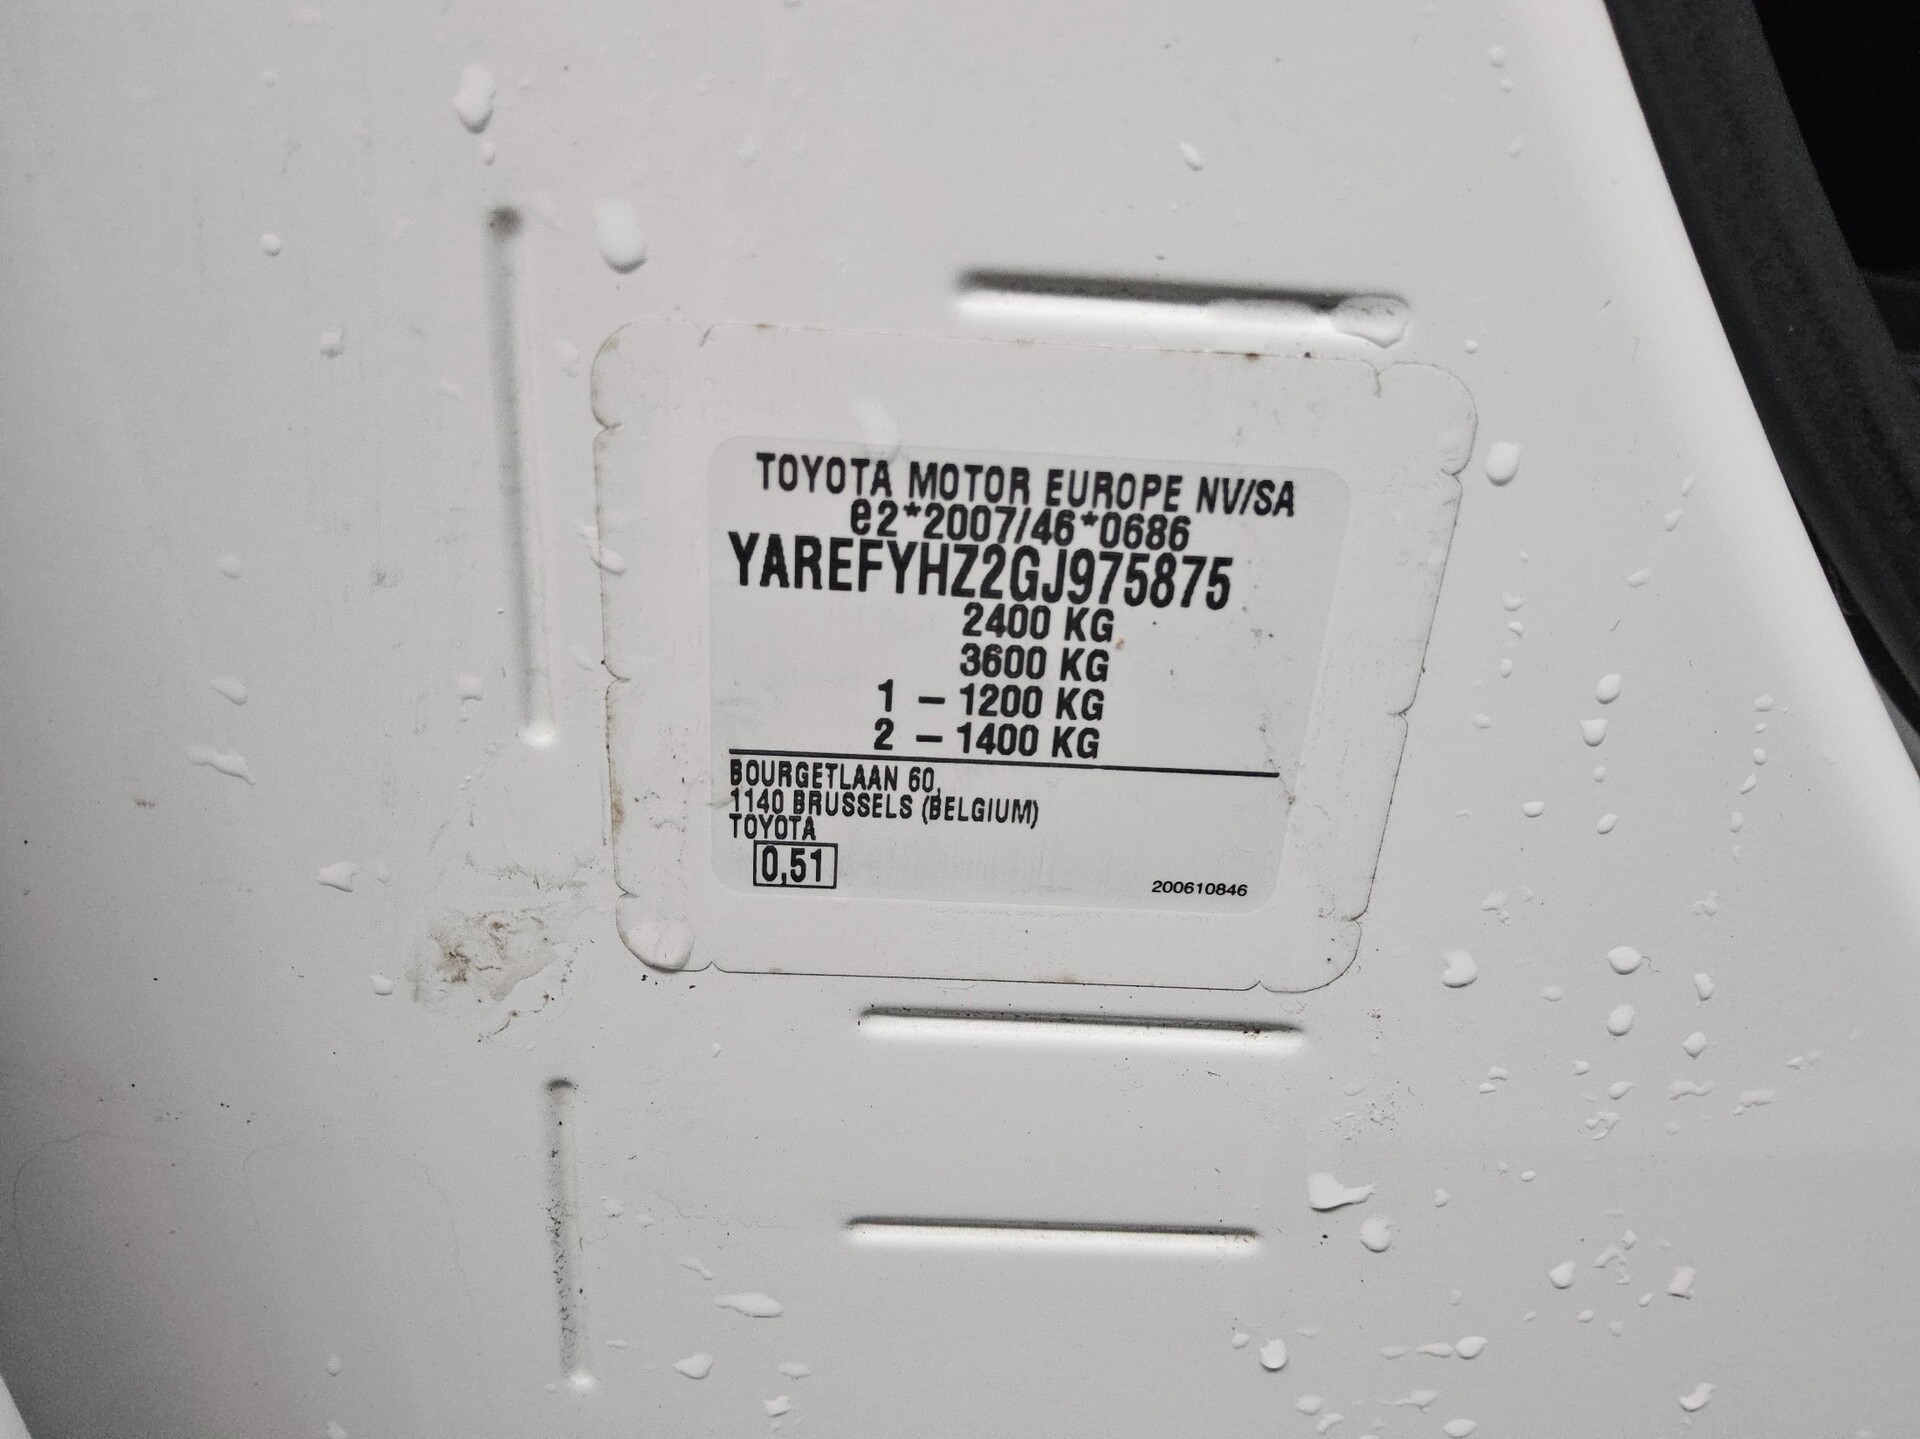 TOYOTA MOTOR EUROPE NV/SA
e2*2007/46*0686
YAREFYHZ2GJ975875
2400 KG
3600 KG
1 - 1200 KG
2 - 1400 KG
BOURGETLAAN 60,
1140 BRUSSELS (BELGIUM)
TOYOTA
0,51
200610846